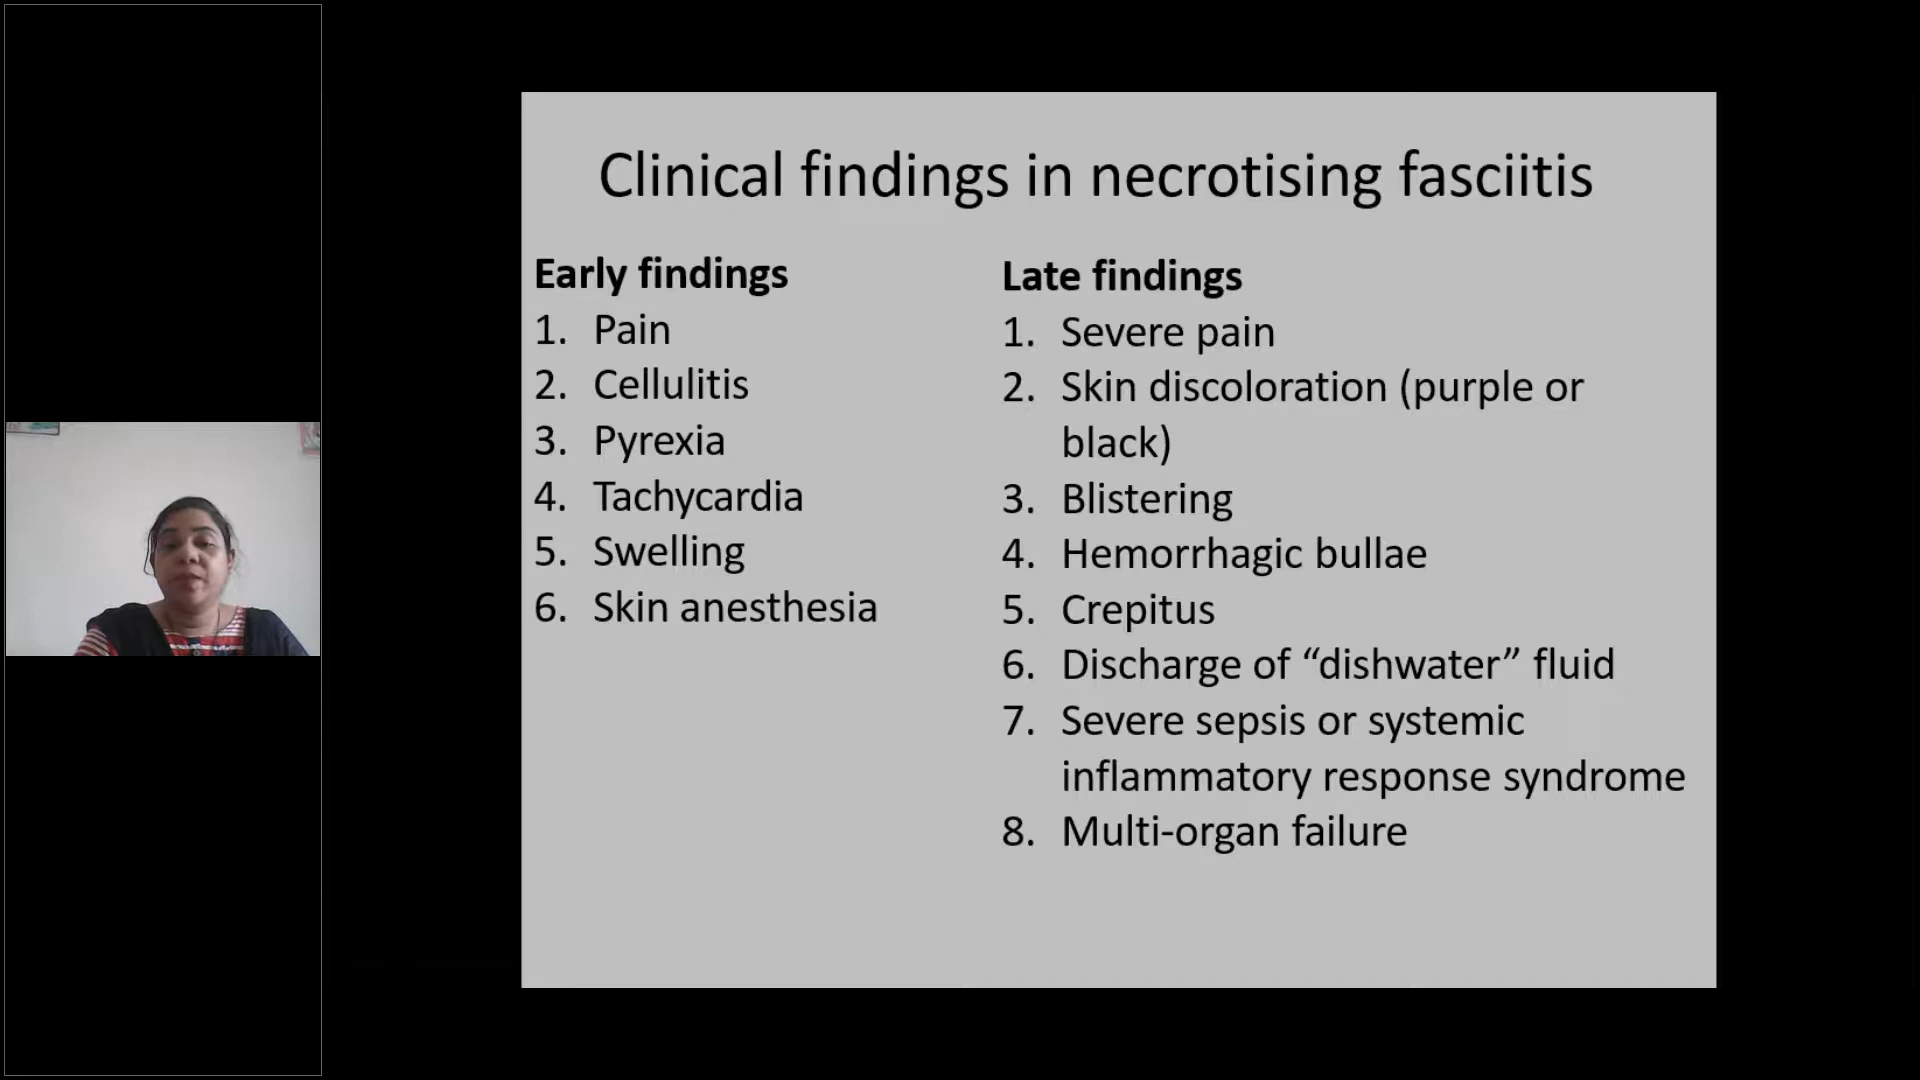 Clinical findings in necrotising fasciitis
Early findings
1. Pain
2. Cellulitis
3. Pyrexia
4. Tachycardia
5. Swelling
6. Skin anesthesia
Late findings
1. Severe pain
2. Skin discoloration (purple or
black)
3. Blistering
4. Hemorrhagic bullae
5. Crepitus
6. Discharge of “dishwater” fluid
7. Severe sepsis or systemic
inflammatory response syndrome
8. Multi-organ failure